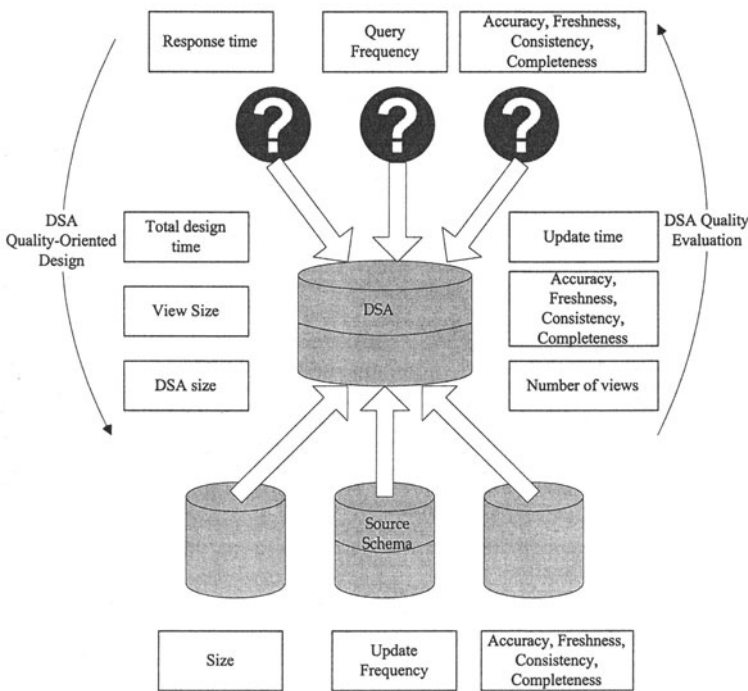 Response time
Query
Frequency
Accuracy, Freshness,
Consistency,
Completeness
?
?
?
DSA
Quality-Oriented
Design
Total design
time
Update time
DSA Quality
Evaluation
View Size
DSA
Accuracy,
Freshness,
Consistency,
Completeness
DSA size
Number of views
Source
Schema
Size
Update
Frequency
Accuracy, Freshness,
Consistency,
Completeness